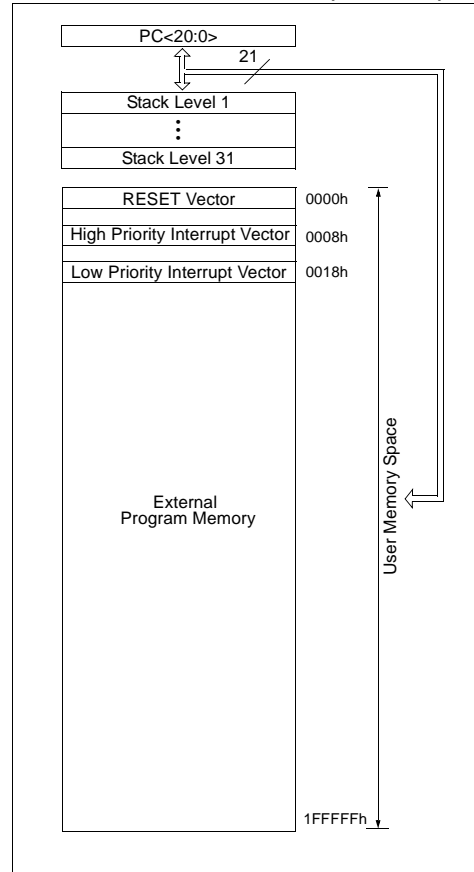 PC<20:0>
21
Stack Level 1
⋮
Stack Level 31
RESET Vector
0000h
High Priority Interrupt Vector
0008h
Low Priority Interrupt Vector
0018h
External
Program Memory
User Memory Space
1FFFFFh